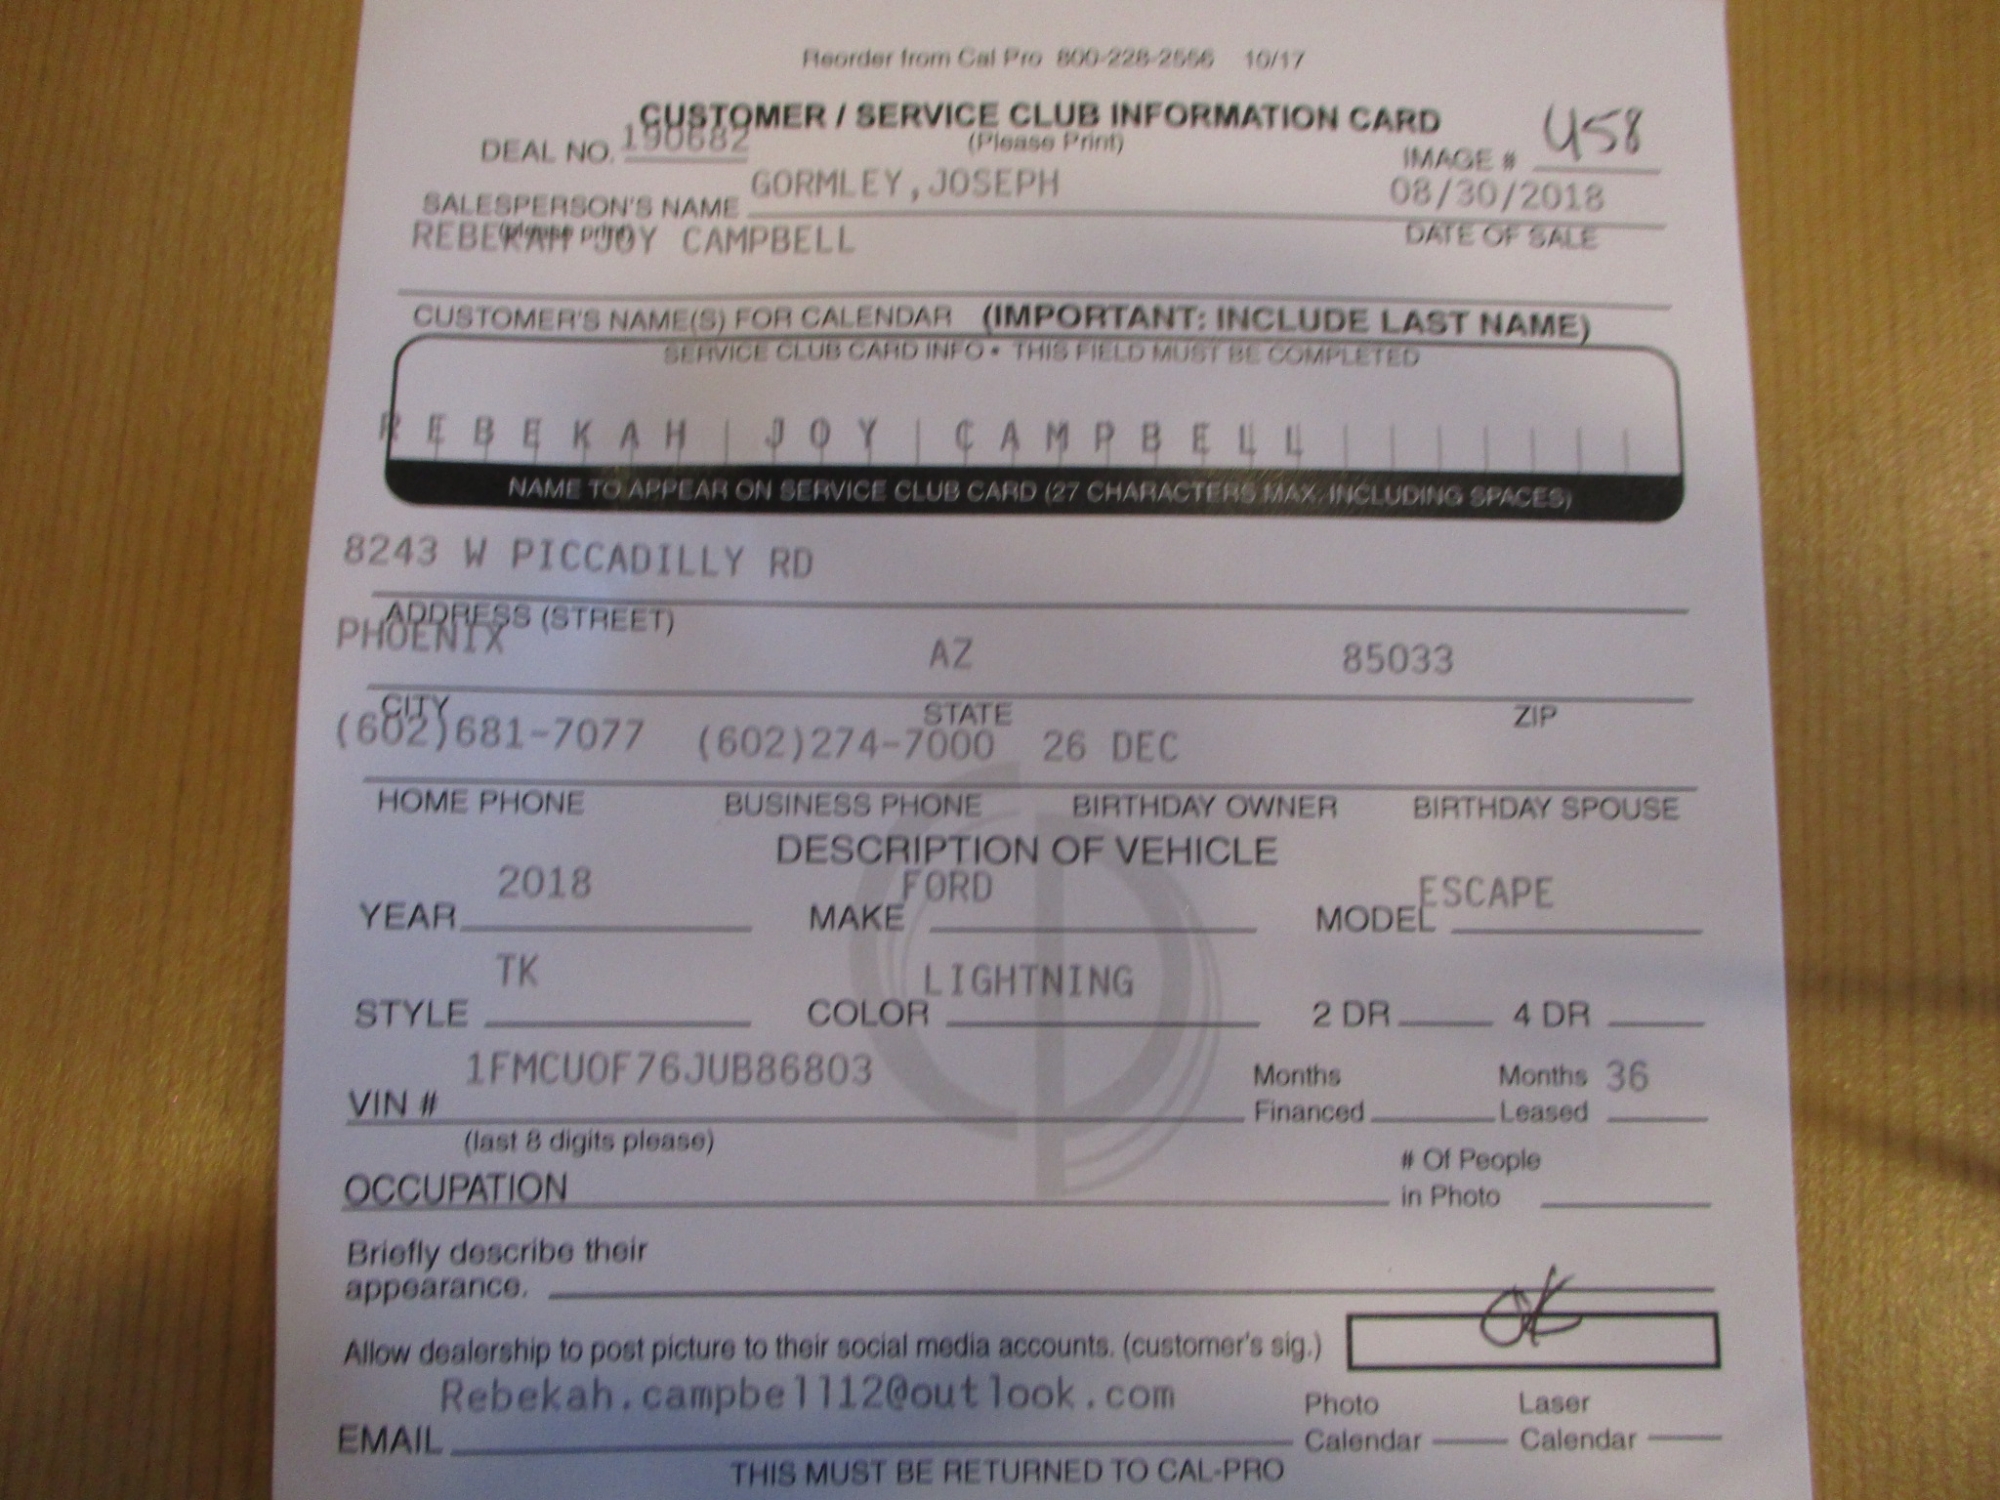 Reorder from Cal Pro 800-228-2556 10/17
CUSTOMER / SERVICE CLUB INFORMATION CARD
(Please Print)
DEAL NO. 190682
IMAGE # 458
SALESPERSON'S NAME GORMLEY,JOSEPH 08/30/2018
(please print) DATE OF SALE
REBEKAH JOY CAMPBELL
CUSTOMER'S NAME(S) FOR CALENDAR (IMPORTANT: INCLUDE LAST NAME)
SERVICE CLUB CARD INFO • THIS FIELD MUST BE COMPLETED
REBEKAH JOY CAMPBELL
NAME TO APPEAR ON SERVICE CLUB CARD (27 CHARACTERS MAX. INCLUDING SPACES)
8243 W PICCADILLY RD
ADDRESS (STREET)
PHOENIX AZ 85033
CITY STATE ZIP
(602)681-7077 (602)274-7000 26 DEC
HOME PHONE BUSINESS PHONE BIRTHDAY OWNER BIRTHDAY SPOUSE
DESCRIPTION OF VEHICLE
YEAR 2018 MAKE FORD MODEL ESCAPE
STYLE TK COLOR LIGHTNING 2 DR 4 DR
VIN # 1FMCU0F76JUB86803 Months Financed Months Leased 36
(last 8 digits please)
OCCUPATION # Of People in Photo
Briefly describe their
appearance.
Allow dealership to post picture to their social media accounts. (customer's sig.) OK
EMAIL Rebekah.campbell12@outlook.com Photo Calendar Laser Calendar
THIS MUST BE RETURNED TO CAL-PRO